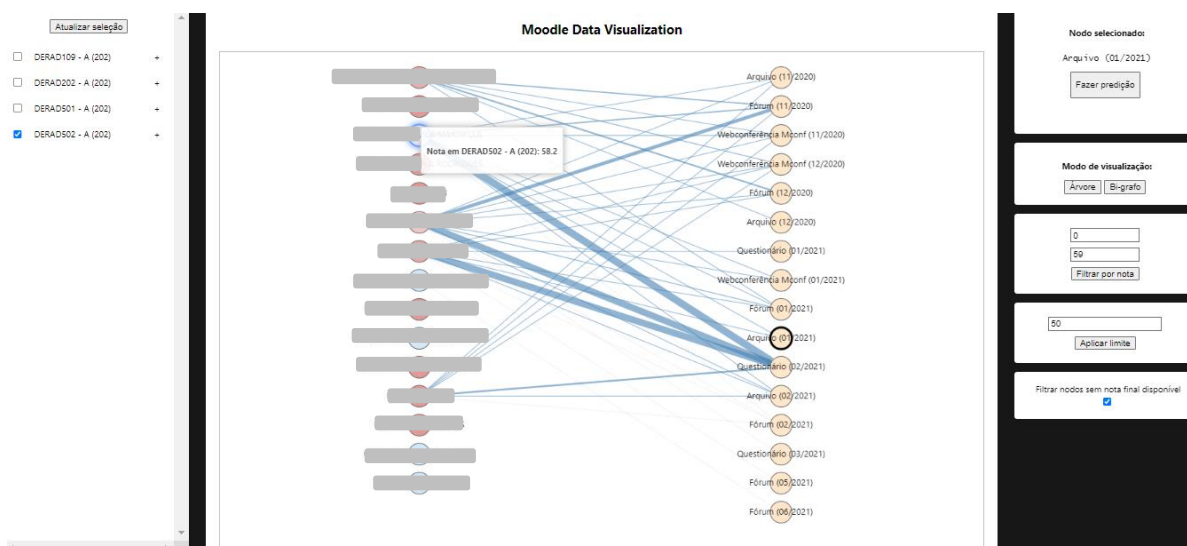 Atualizar seleção
DERAD109 - A (202) +
DERAD202 - A (202) +
DERAD501 - A (202) +
DERAD502 - A (202) +
Moodle Data Visualization
Nota em DERAD502 - A (202): 58.2
Arquivo (11/2020)
Fórum (11/2020)
Webconferência Mconf (11/2020)
Webconferência Mconf (12/2020)
Fórum (12/2020)
Arquivo (12/2020)
Questionário (01/2021)
Webconferência Mconf (01/2021)
Fórum (01/2021)
Arquivo (01/2021)
Questionário (02/2021)
Arquivo (02/2021)
Fórum (02/2021)
Questionário (03/2021)
Fórum (05/2021)
Fórum (06/2021)
Nodo selecionado:
Arquivo (01/2021)
Fazer predição
Modo de visualização:
Árvore Bi-grafo
0
59
Filtrar por nota
50
Aplicar limite
Filtrar nodos sem nota final disponível